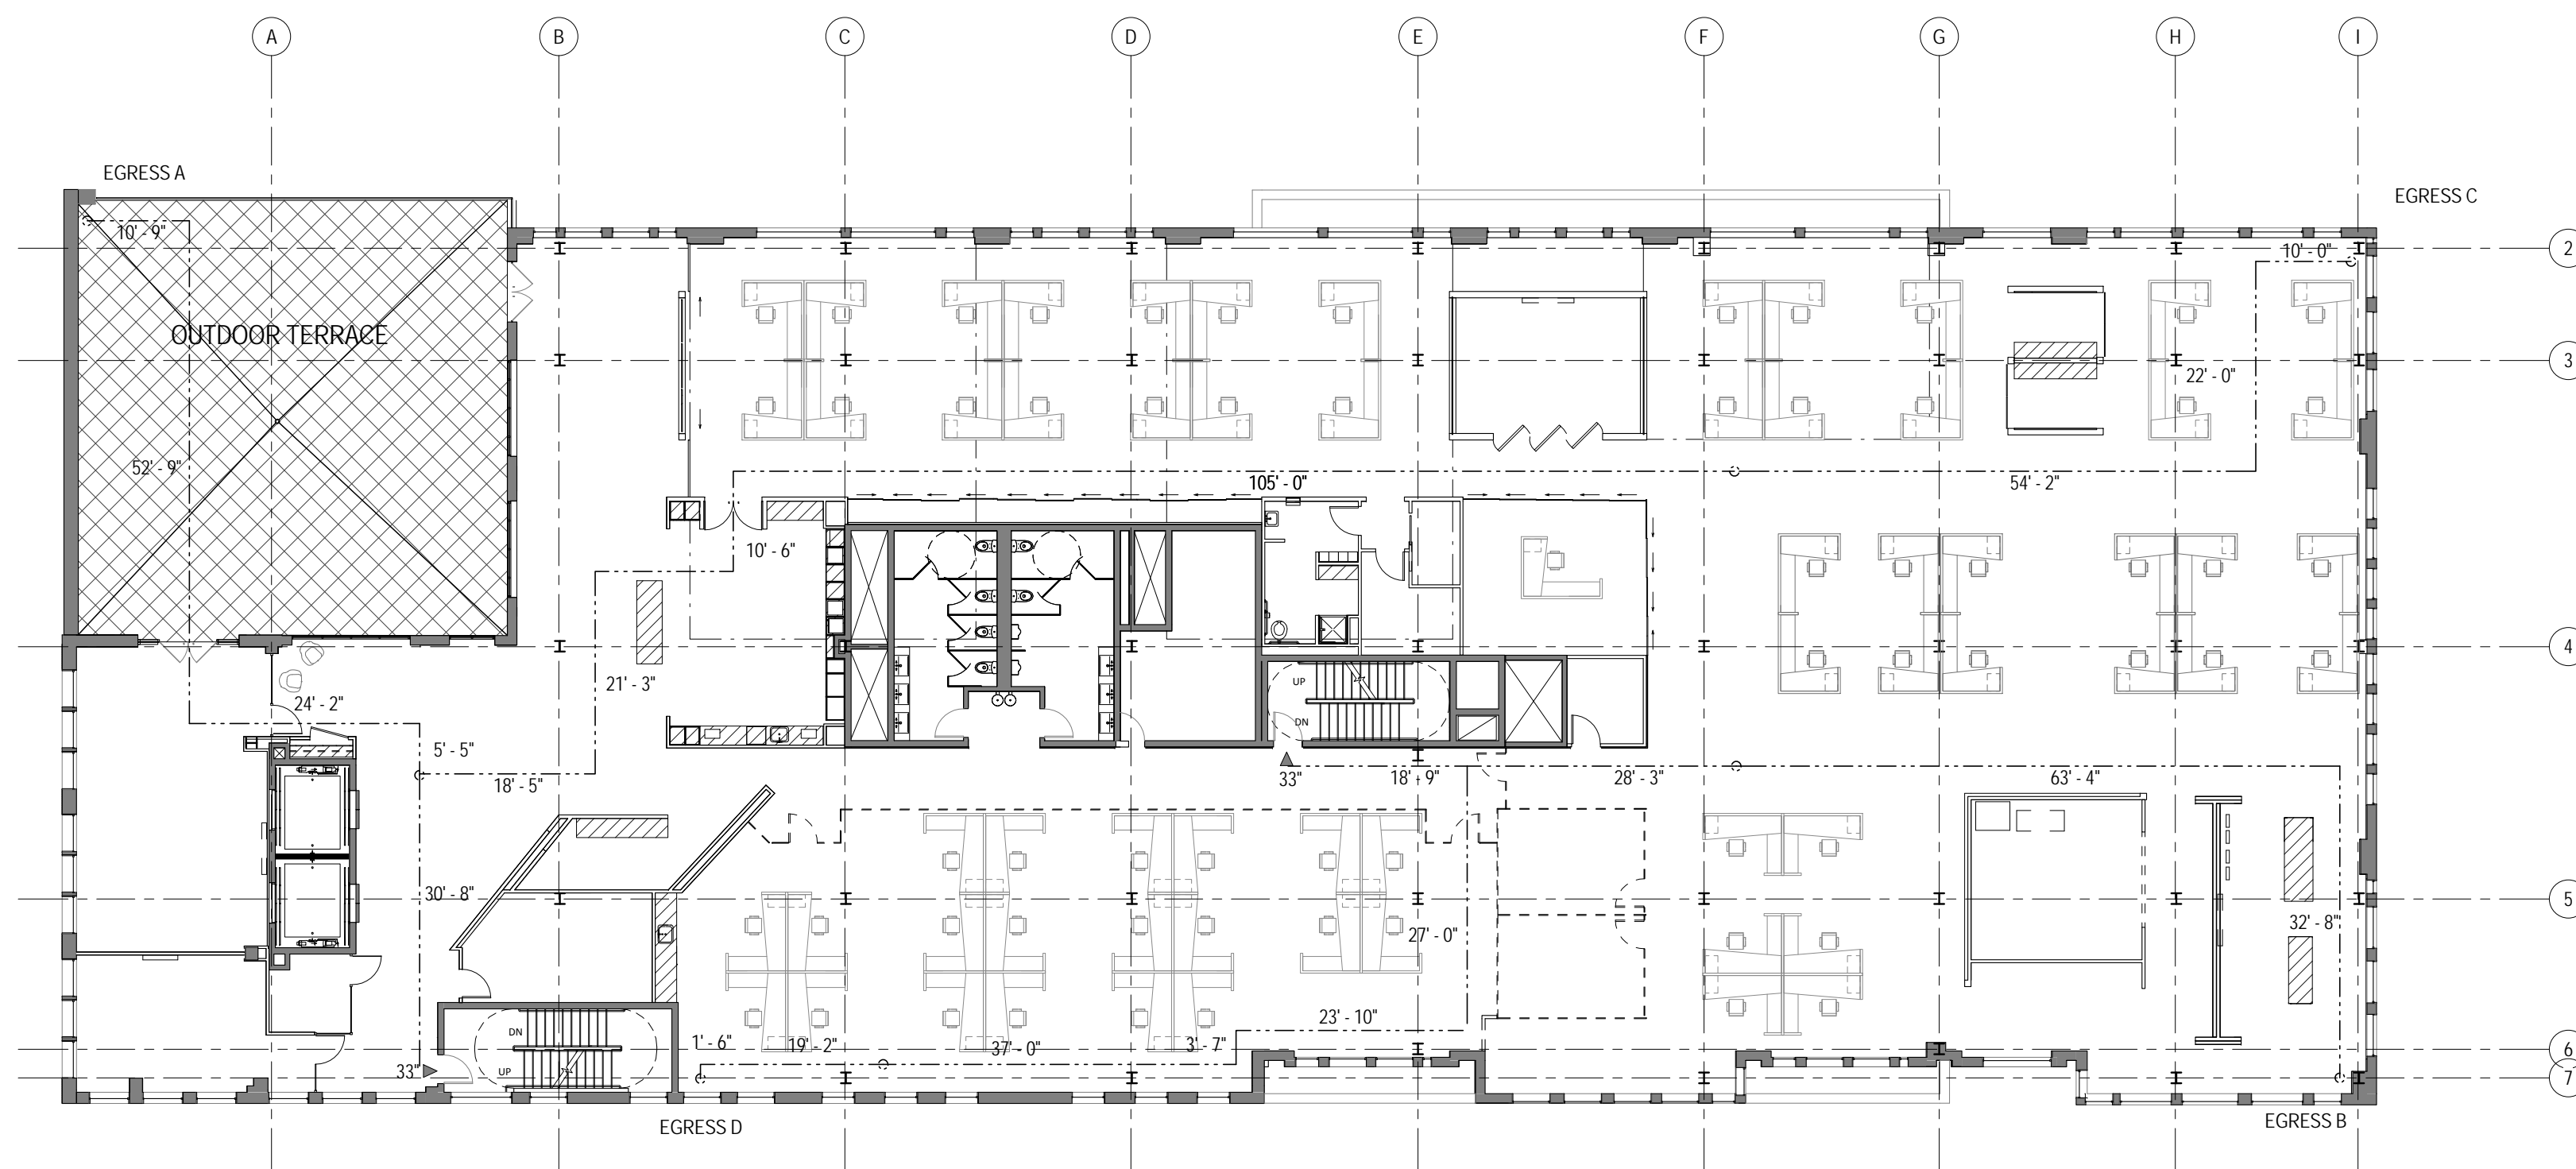 A
B
C
D
E
F
G
H
I
EGRESS A
EGRESS C
10' - 9"
10' - 0"
2
OUTDOOR TERRACE
3
22' - 0"
52' - 9"
105' - 0"
54' - 2"
10' - 6"
4
21' - 3"
UP
24' - 2"
DN
5' - 5"
18' - 5"
33"
18' - 9"
28' - 3"
63' - 4"
30' - 8"
5
27' - 0"
32' - 8"
23' - 10"
DN
1' - 6"
19' - 2"
37' - 0"
3' - 7"
6
33"
UP
7
EGRESS D
EGRESS B